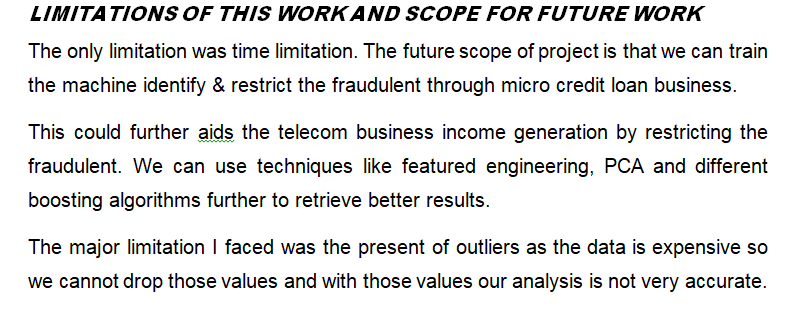 LIMITATIONS OF THIS WORK AND SCOPE FOR FUTURE WORK
The only limitation was time limitation. The future scope of project is that we can train
the machine identify & restrict the fraudulent through micro credit loan business.
This could further aids the telecom business income generation by restricting the
fraudulent. We can use techniques like featured engineering, PCA and different
boosting algorithms further to retrieve better results.
The major limitation I faced was the present of outliers as the data is expensive so
we cannot drop those values and with those values our analysis is not very accurate.